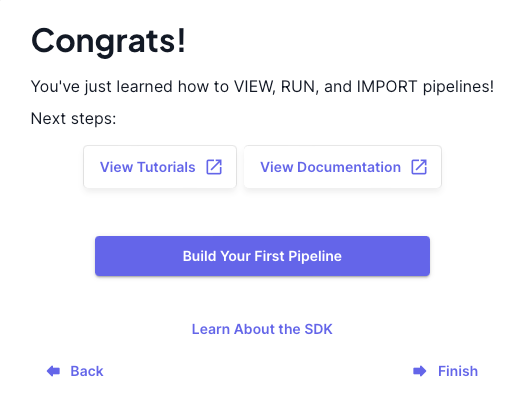 Congrats!
You've just learned how to VIEW, RUN, and IMPORT pipelines!
Next steps:
View Tutorials
View Documentation
Build Your First Pipeline
Learn About the SDK
Back
Finish